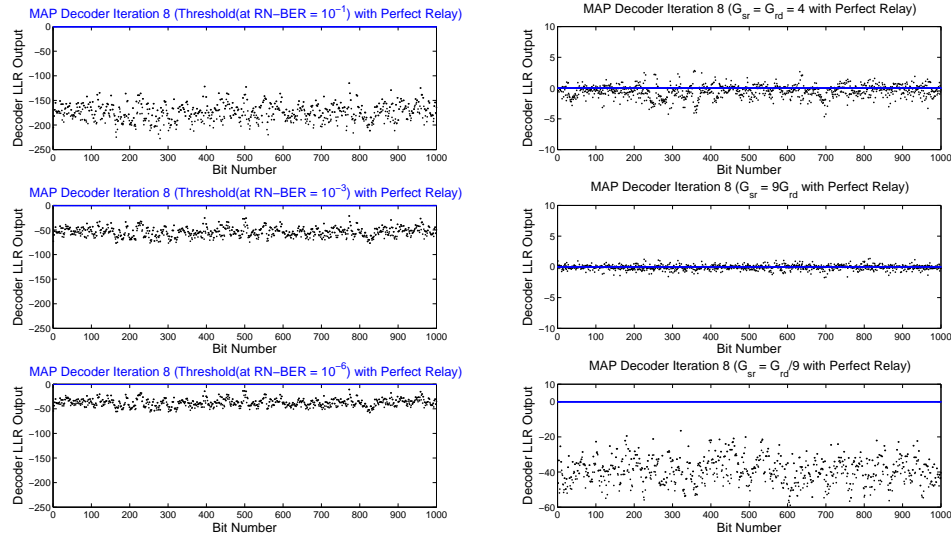 MAP Decoder Iteration 8 (Threshold(at RN−BER = 10⁻¹) with Perfect Relay)
0
−50
−100
−150
−200
−250
Decoder LLR Output
0 100 200 300 400 500 600 700 800 900 1000
Bit Number
MAP Decoder Iteration 8 (Threshold(at RN−BER = 10⁻³) with Perfect Relay)
0
−50
−100
−150
−200
−250
Decoder LLR Output
0 100 200 300 400 500 600 700 800 900 1000
Bit Number
MAP Decoder Iteration 8 (Threshold(at RN−BER = 10⁻⁶) with Perfect Relay)
0
−50
−100
−150
−200
−250
Decoder LLR Output
0 100 200 300 400 500 600 700 800 900 1000
Bit Number
MAP Decoder Iteration 8 (G_sr = G_rd = 4 with Perfect Relay)
10
5
0
−5
−10
Decoder LLR Output
0 100 200 300 400 500 600 700 800 900 1000
Bit Number
MAP Decoder Iteration 8 (G_sr = 9G_rd with Perfect Relay)
10
5
0
−5
−10
Decoder LLR Output
0 100 200 300 400 500 600 700 800 900 1000
Bit Number
MAP Decoder Iteration 8 (G_sr = G_rd/9 with Perfect Relay)
10
0
−20
−40
−60
Decoder LLR Output
0 100 200 300 400 500 600 700 800 900 1000
Bit Number